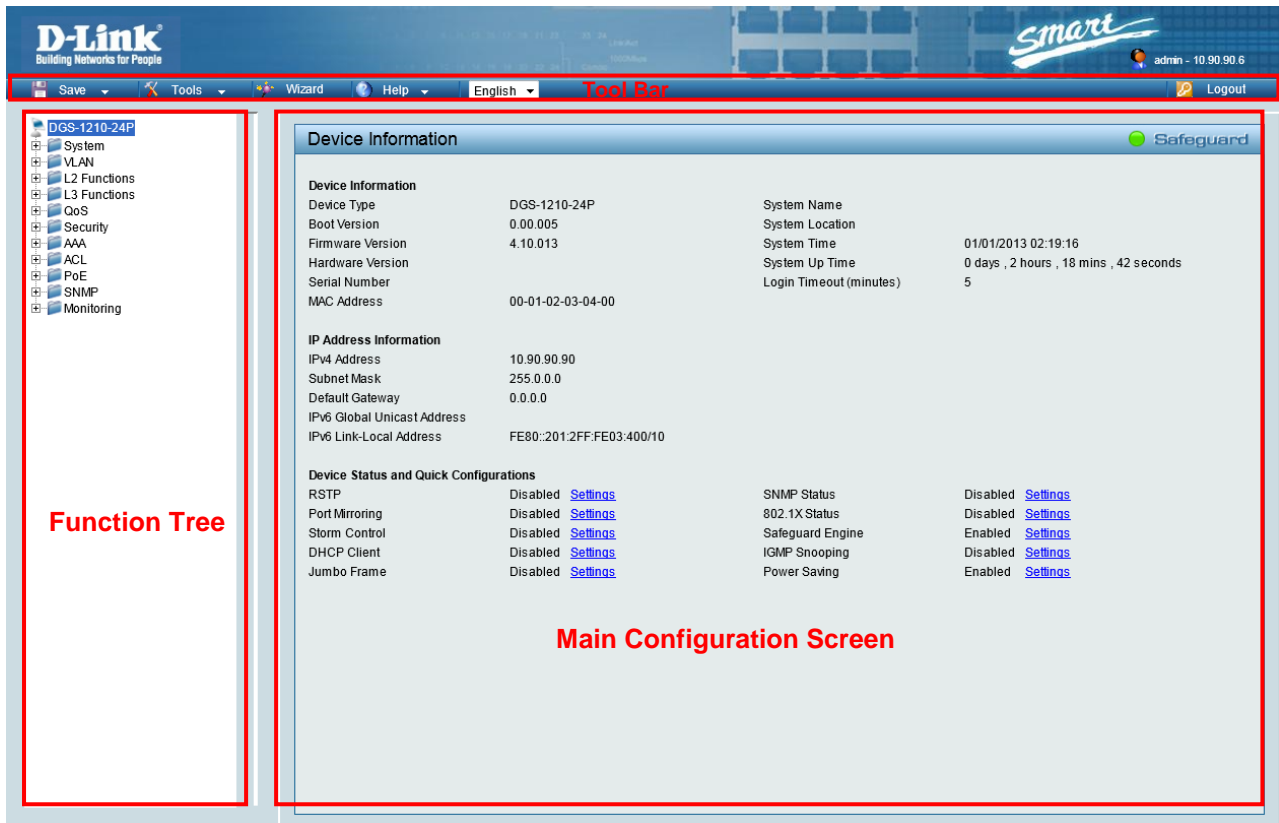 D-Link
Building Networks for People
smart
admin - 10.90.90.6
Save Tools Wizard Help English Tool Bar Logout
DGS-1210-24P
System
VLAN
L2 Functions
L3 Functions
QoS
Security
AAA
ACL
PoE
SNMP
Monitoring
Function Tree
Device Information Safeguard
Device Information
Device Type DGS-1210-24P System Name
Boot Version 0.00.005 System Location
Firmware Version 4.10.013 System Time 01/01/2013 02:19:16
Hardware Version System Up Time 0 days , 2 hours , 18 mins , 42 seconds
Serial Number Login Timeout (minutes) 5
MAC Address 00-01-02-03-04-00
IP Address Information
IPv4 Address 10.90.90.90
Subnet Mask 255.0.0.0
Default Gateway 0.0.0.0
IPv6 Global Unicast Address
IPv6 Link-Local Address FE80::201:2FF:FE03:400/10
Device Status and Quick Configurations
RSTP Disabled Settings SNMP Status Disabled Settings
Port Mirroring Disabled Settings 802.1X Status Disabled Settings
Storm Control Disabled Settings Safeguard Engine Enabled Settings
DHCP Client Disabled Settings IGMP Snooping Disabled Settings
Jumbo Frame Disabled Settings Power Saving Enabled Settings
Main Configuration Screen